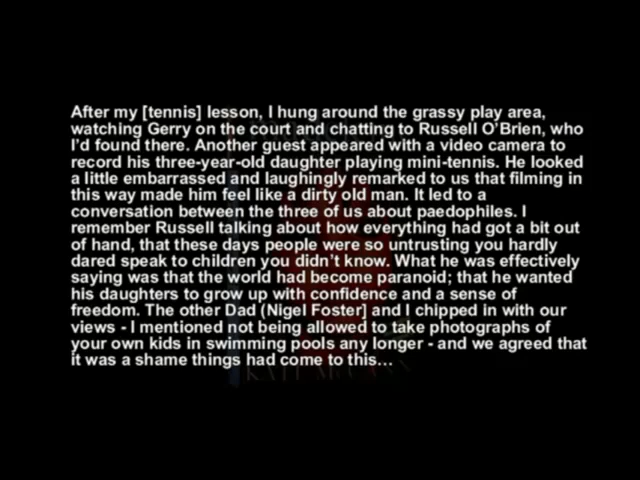 After my [tennis] lesson, I hung around the grassy play area,
watching Gerry on the court and chatting to Russell O'Brien, who
I'd found there. Another guest appeared with a video camera to
record his three-year-old daughter playing mini-tennis. He looked
a little embarrassed and laughingly remarked to us that filming in
this way made him feel like a dirty old man. It led to a
conversation between the three of us about paedophiles. I
remember Russell talking about how everything had got a bit out
of hand, that these days people were so untrusting you hardly
dared speak to children you didn't know. What he was effectively
saying was that the world had become paranoid; that he wanted
his daughters to grow up with confidence and a sense of
freedom. The other Dad (Nigel Foster] and I chipped in with our
views - I mentioned not being allowed to take photographs of
your own kids in swimming pools any longer - and we agreed that
it was a shame things had come to this...
KATE McCANN